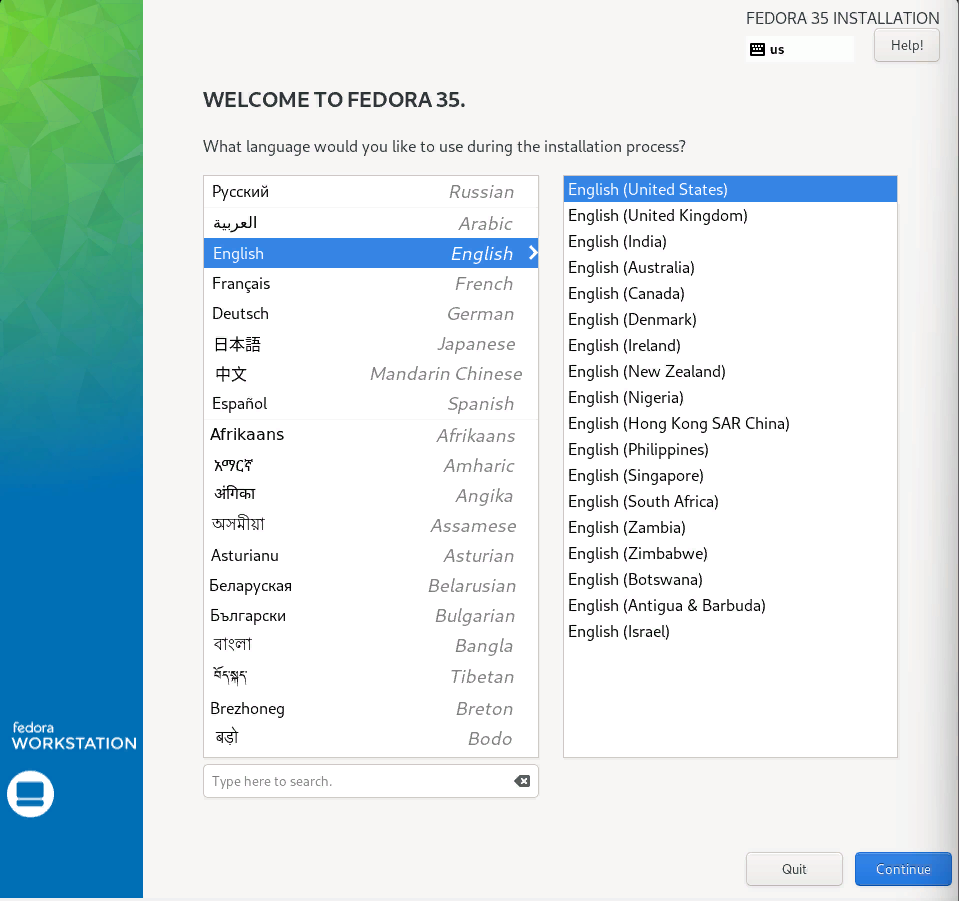 FEDORA 35 INSTALLATION
us
Help!
WELCOME TO FEDORA 35.
What language would you like to use during the installation process?
Русский Russian
العربية Arabic
English English
Français French
Deutsch German
日本語 Japanese
中文 Mandarin Chinese
Español Spanish
Afrikaans Afrikaans
አማርኛ Amharic
अंगिका Angika
অসমীয়া Assamese
Asturianu Asturian
Беларуская Belarusian
Български Bulgarian
বাংলা Bangla
བོད་སྐད་ Tibetan
Brezhoneg Breton
बड़ो Bodo
Type here to search.
English (United States)
English (United Kingdom)
English (India)
English (Australia)
English (Canada)
English (Denmark)
English (Ireland)
English (New Zealand)
English (Nigeria)
English (Hong Kong SAR China)
English (Philippines)
English (Singapore)
English (South Africa)
English (Zambia)
English (Zimbabwe)
English (Botswana)
English (Antigua & Barbuda)
English (Israel)
fedora
WORKSTATION
Quit
Continue